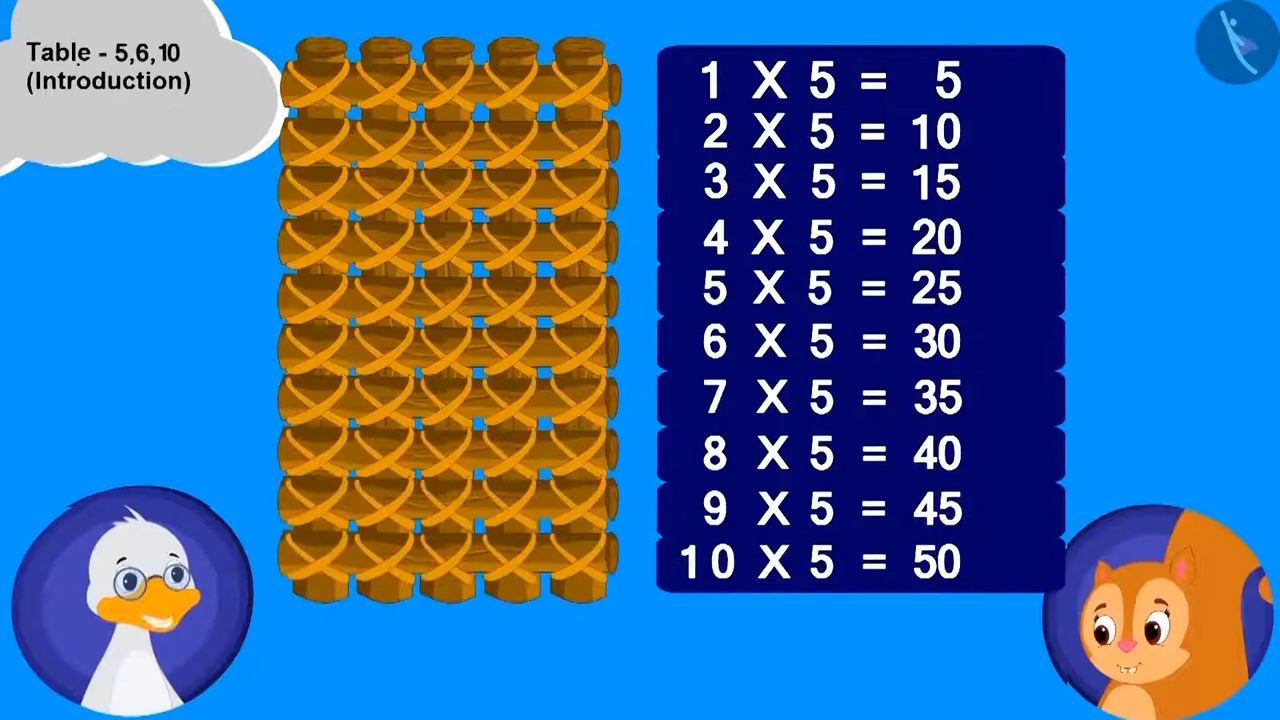 Table - 5,6,10
(Introduction)
1 X 5 = 5
2 X 5 = 10
3 X 5 = 15
4 X 5 = 20
5 X 5 = 25
6 X 5 = 30
7 X 5 = 35
8 X 5 = 40
9 X 5 = 45
10 X 5 = 50